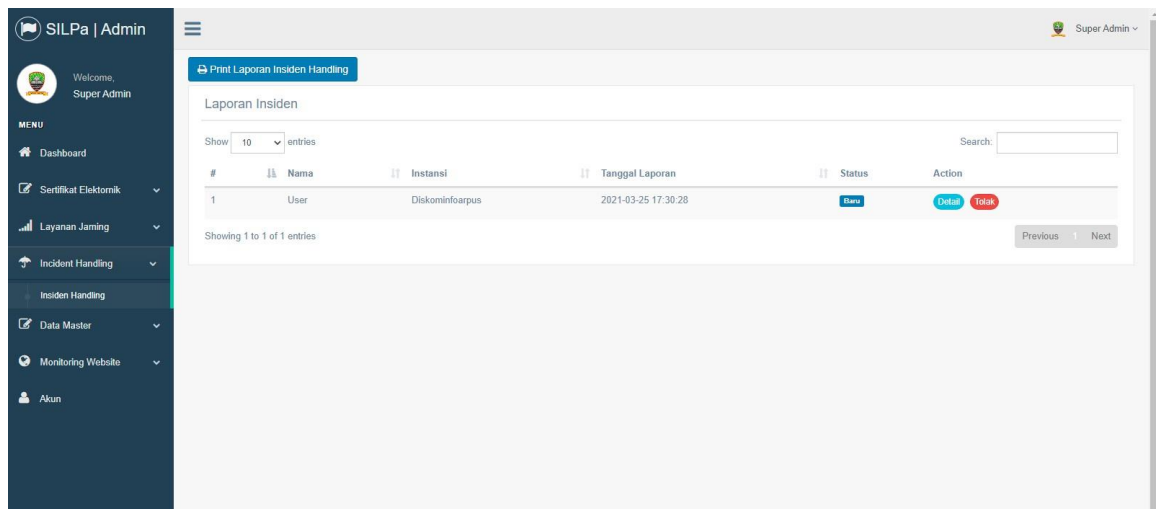 SILPa | Admin
Super Admin
Welcome,
Super Admin
MENU
Dashboard
Sertifikat Elektornik
Layanan Jaming
Incident Handling
Insiden Handling
Data Master
Monitoring Website
Akun
Print Laporan Insiden Handling
Laporan Insiden
Show 10 entries
Search:
# Nama Instansi Tanggal Laporan Status Action
1 User Diskominfoarpus 2021-03-25 17:30:28 Baru Detail Tolak
Showing 1 to 1 of 1 entries
Previous 1 Next